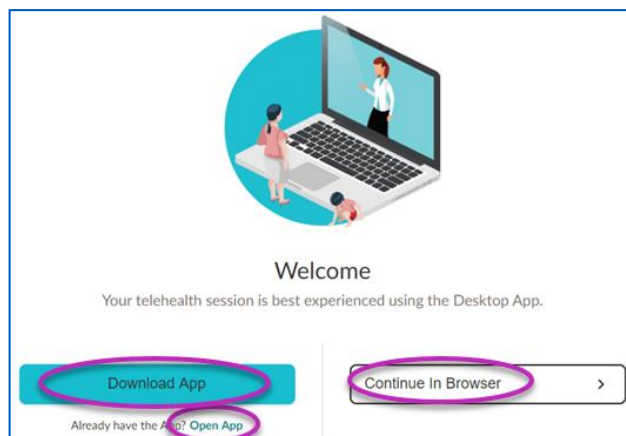 Welcome
Your telehealth session is best experienced using the Desktop App.
Download App
Already have the App? Open App
Continue In Browser >